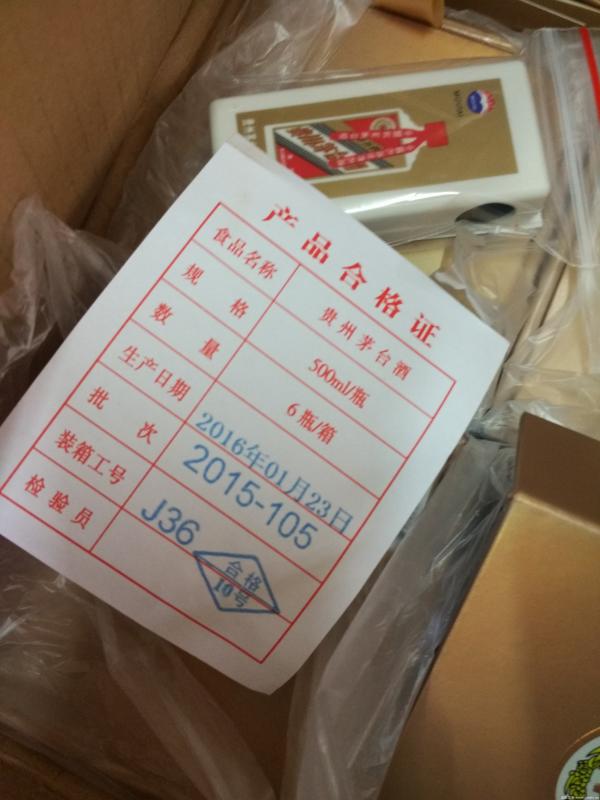 MOUTAI
产品合格证
食品名称 贵州茅台酒
规格 500ml/瓶
数量 6瓶/箱
生产日期 2016年01月23日
批次 2015-105
装箱工号 J36
检验员 合格
10号